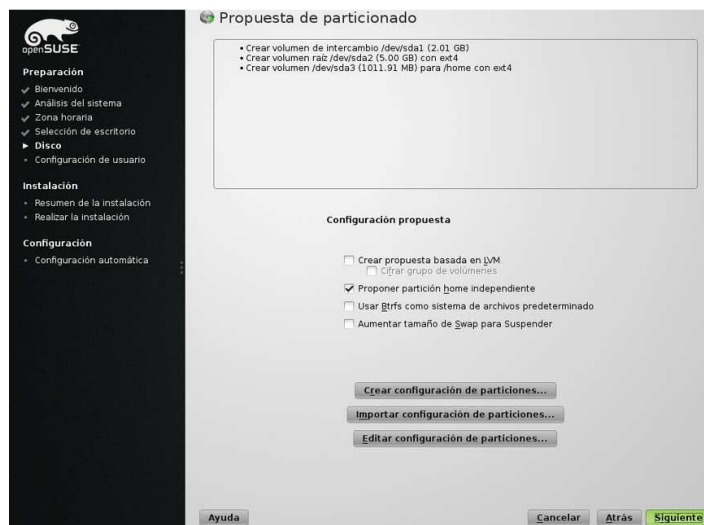 openSUSE
Preparación
Bienvenido
Análisis del sistema
Zona horaria
Selección de escritorio
Disco
Configuración de usuario
Instalación
Resumen de la instalación
Realizar la instalación
Configuración
Configuración automática
Propuesta de particionado
• Crear volumen de intercambio /dev/sda1 (2.01 GB)
• Crear volumen raíz /dev/sda2 (5.00 GB) con ext4
• Crear volumen /dev/sda3 (1011.91 MB) para /home con ext4
Configuración propuesta
Crear propuesta basada en LVM
Cifrar grupo de volúmenes
Proponer partición home independiente
Usar Btrfs como sistema de archivos predeterminado
Aumentar tamaño de Swap para Suspender
Crear configuración de particiones...
Importar configuración de particiones...
Editar configuración de particiones...
Ayuda
Cancelar
Atrás
Siguiente